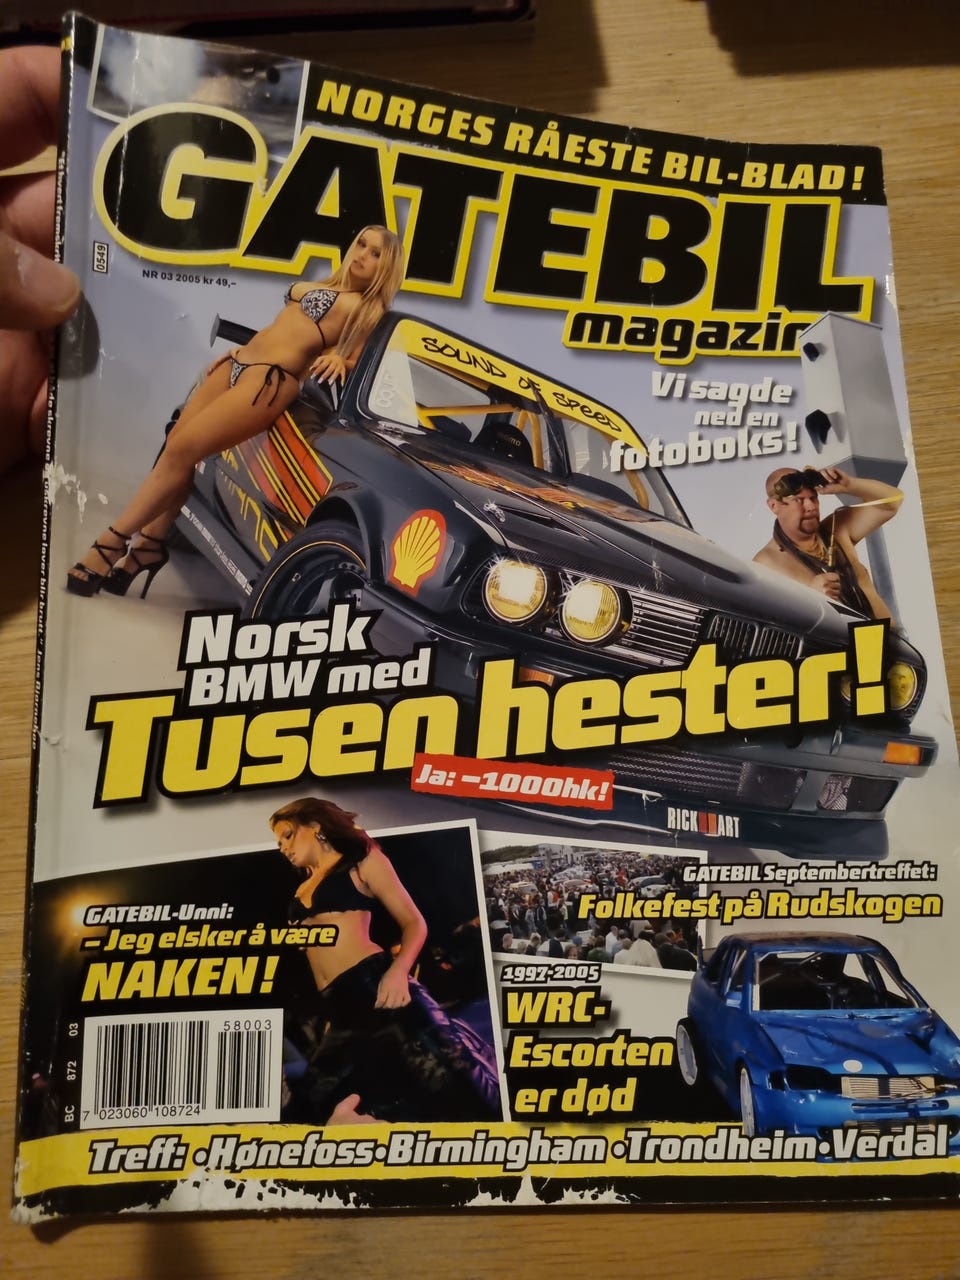 NORGES RÅESTE BIL-BLAD!
GATEBIL
magazin
0549
NR 03 2005 kr 49,-
SOUND OF SPEED
Vi sagde
ned en
fotoboks!
Norsk
BMW med
Tusen hester!
Ja: -1000hk!
RICK ART
GATEBIL-Unni:
- Jeg elsker å være
NAKEN!
GATEBIL Septembertreffet:
Folkefest på Rudskogen
1997-2005
WRC-
Escorten
er død
58003
BC 872 03
7 023060 108724
Treff: •Hønefoss•Birmingham •Trondheim•Verdal